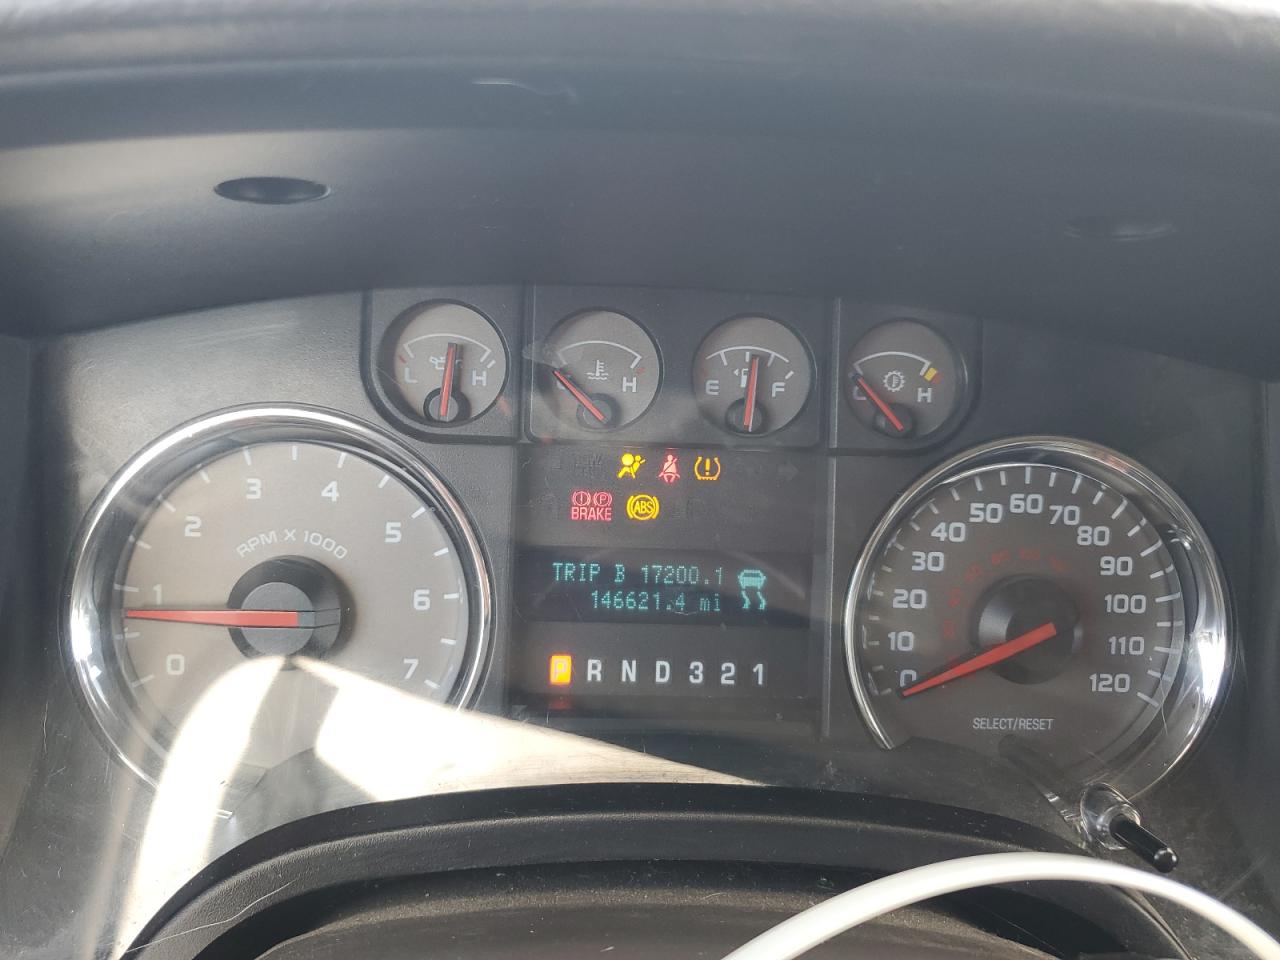 L H
C H
E F
C H
BRAKE
ABS
TRIP B 17200.1
146621.4 mi
P R N D 3 2 1
0 1 2 3 4 5 6 7
RPM X 1000
0 10 20 30 40 50 60 70 80 90 100 110 120
SELECT/RESET